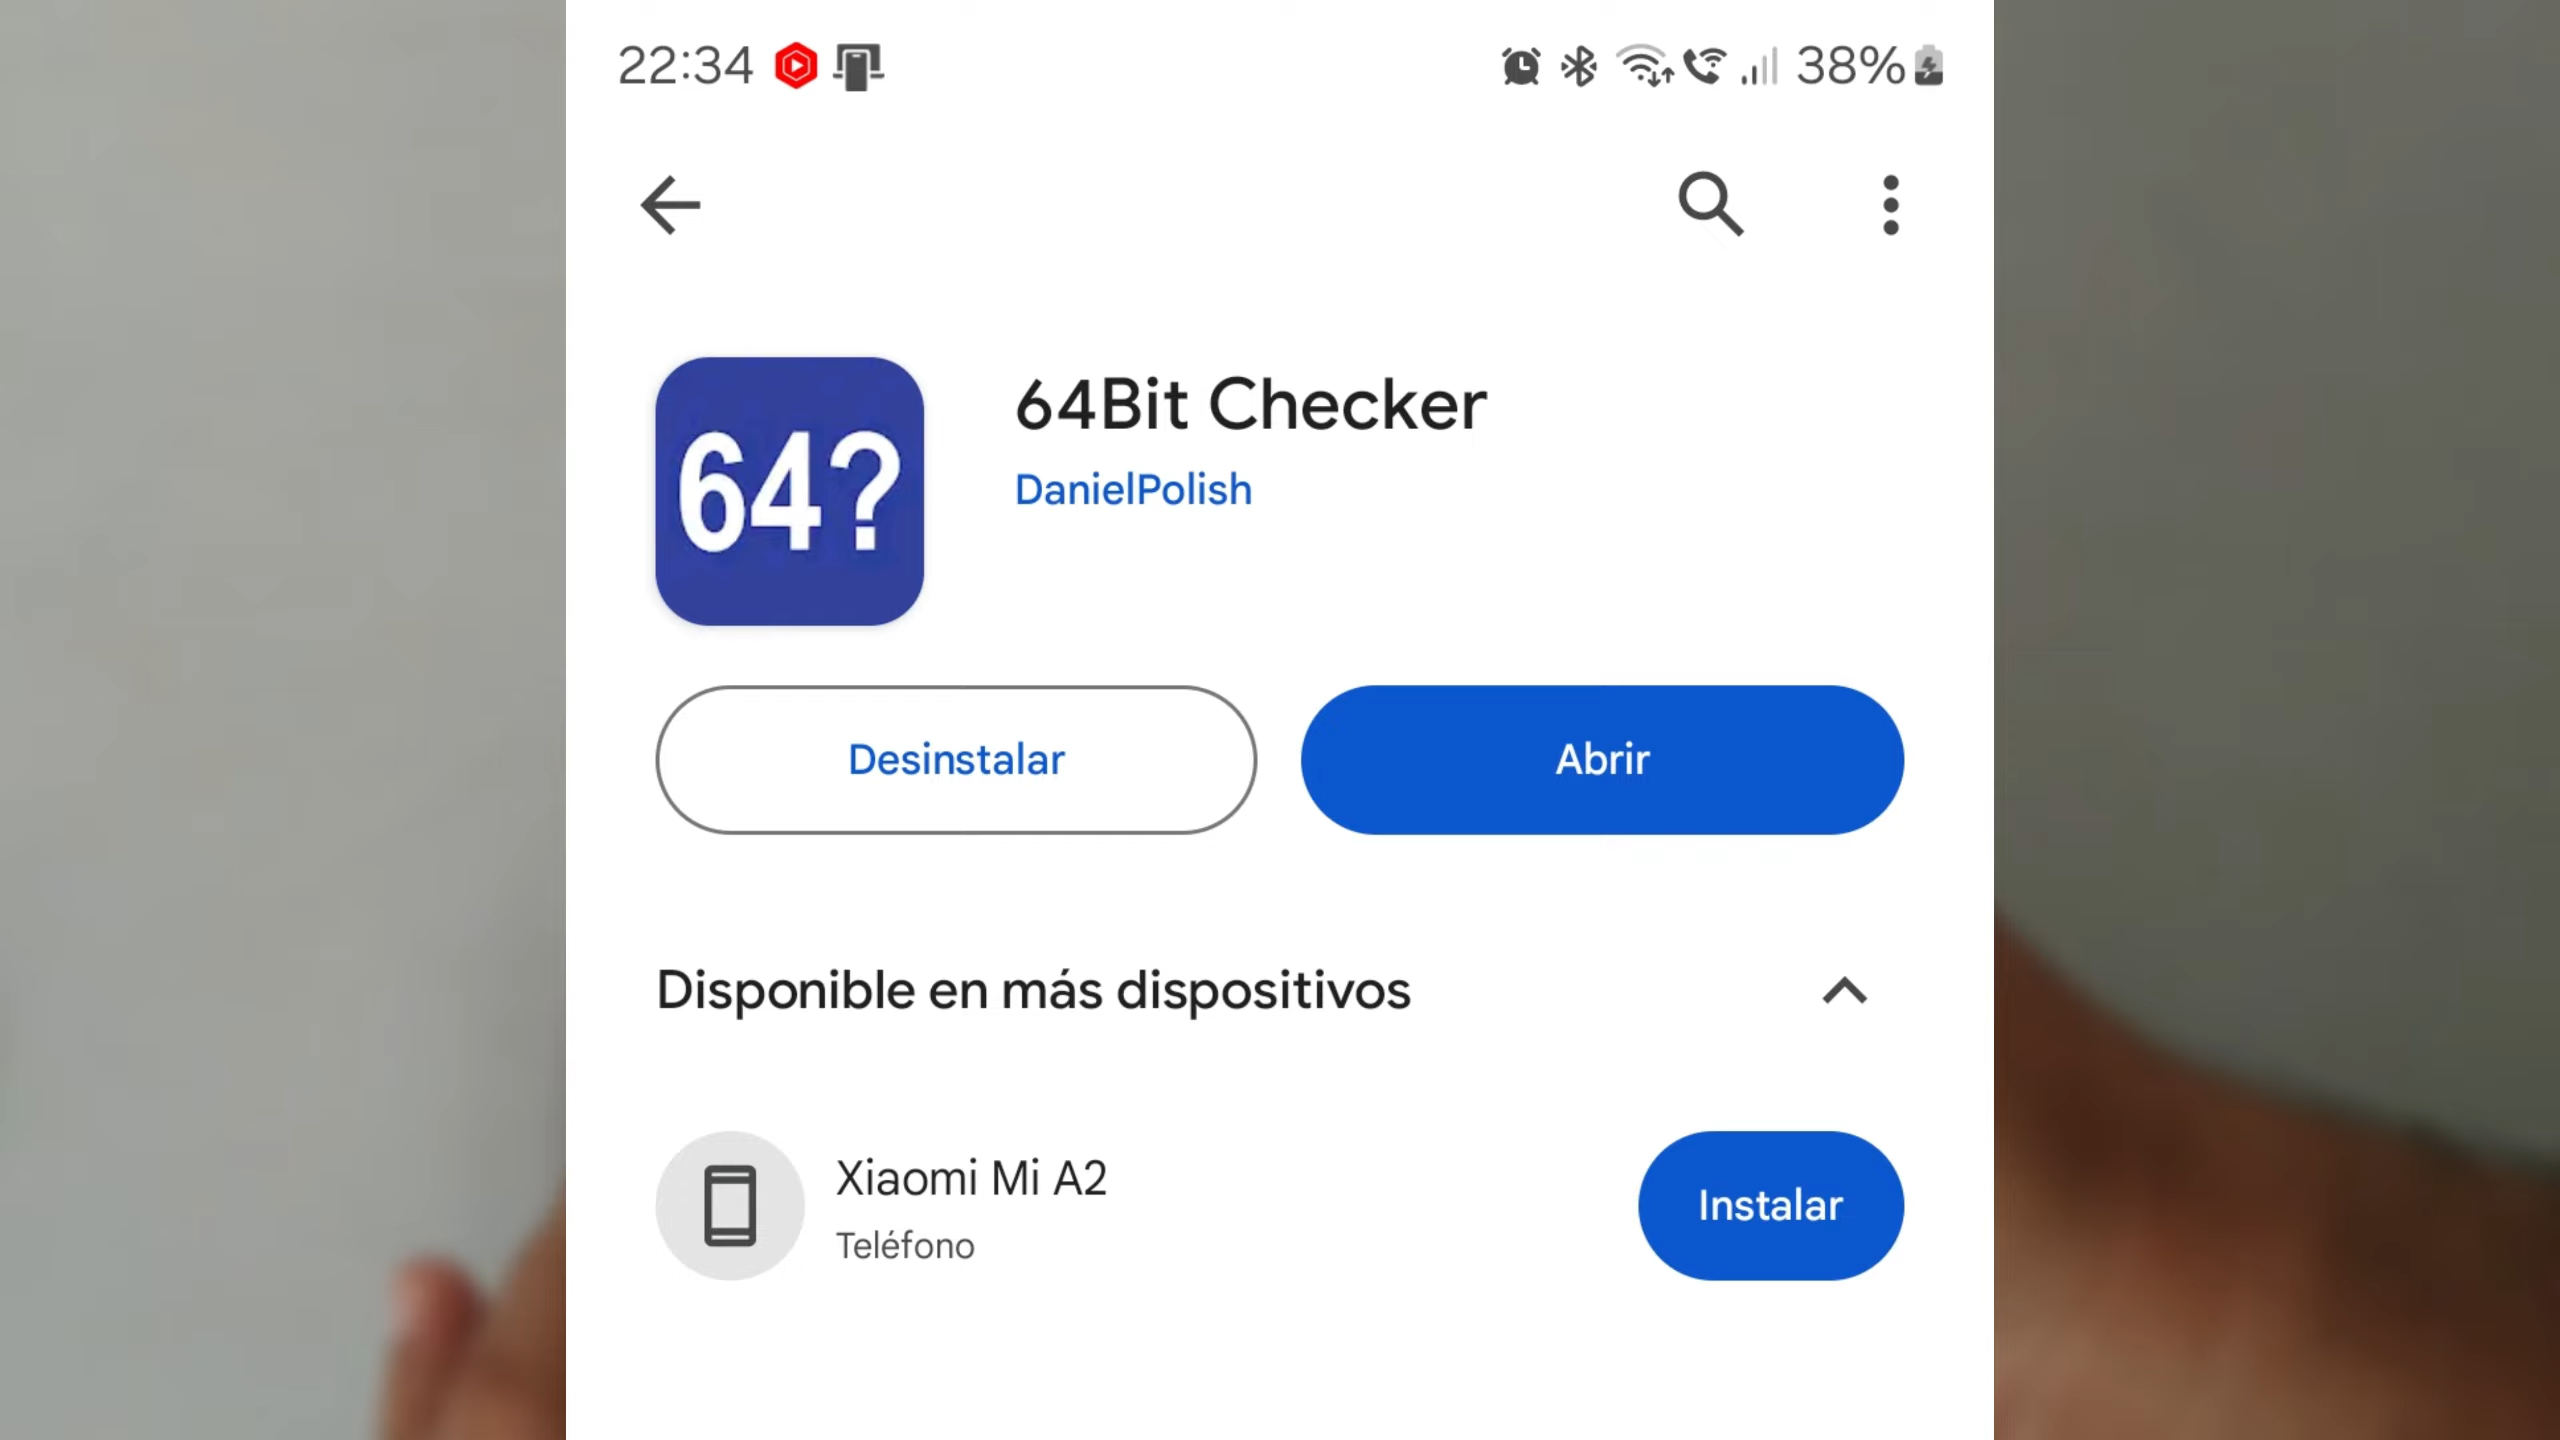 22:34
38%
64?
64Bit Checker
DanielPolish
Desinstalar
Abrir
Disponible en más dispositivos
Xiaomi Mi A2
Teléfono
Instalar